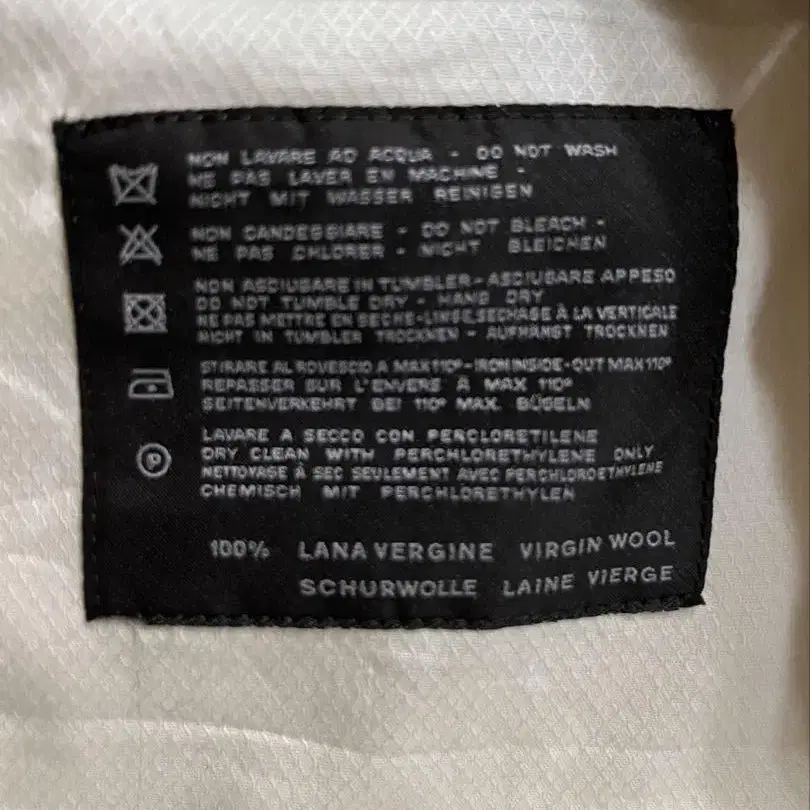 NON LAVARE AD ACQUA - DO NOT WASH
NE PAS LAVER EN MACHINE -
NICHT MIT WASSER REINIGEN
NON CANDEGGIARE - DO NOT BLEACH -
NE PAS CHLORER - NICHT BLEICHEN
NON ASCIUGARE IN TUMBLER - ASCIUGARE APPESO
DO NOT TUMBLE DRY - HANG DRY
NE PAS METTRE EN SECHE-LINGE. SECHAGE À LA VERTICALE
NICHT IN TUMBLER TROCKNEN - AUFHÄNGT TROCKNEN
STIRARE AL ROVESCIO A MAX 110° - IRON INSIDE-OUT MAX 110°
REPASSER SUR L'ENVERS À MAX 110°
SEITENVERKEHRT BEI 110° MAX. BÜGELN
P
LAVARE A SECCO CON PERCLORETILENE
DRY CLEAN WITH PERCHLORETHYLENE ONLY
NETTOYAGE À SEC SEULEMENT AVEC PERCHLOROETHYLENE
CHEMISCH MIT PERCHLORETHYLEN
100% LANA VERGINE VIRGIN WOOL
SCHURWOLLE LAINE VIERGE